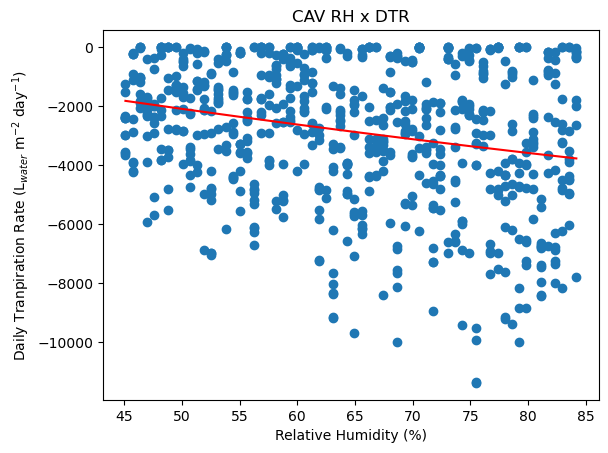 CAV RH x DTR
Daily Tranpiration Rate (L$_{water}$ m$^{-2}$ day$^{-1}$)
0
−2000
−4000
−6000
−8000
−10000
45 50 55 60 65 70 75 80 85
Relative Humidity (%)